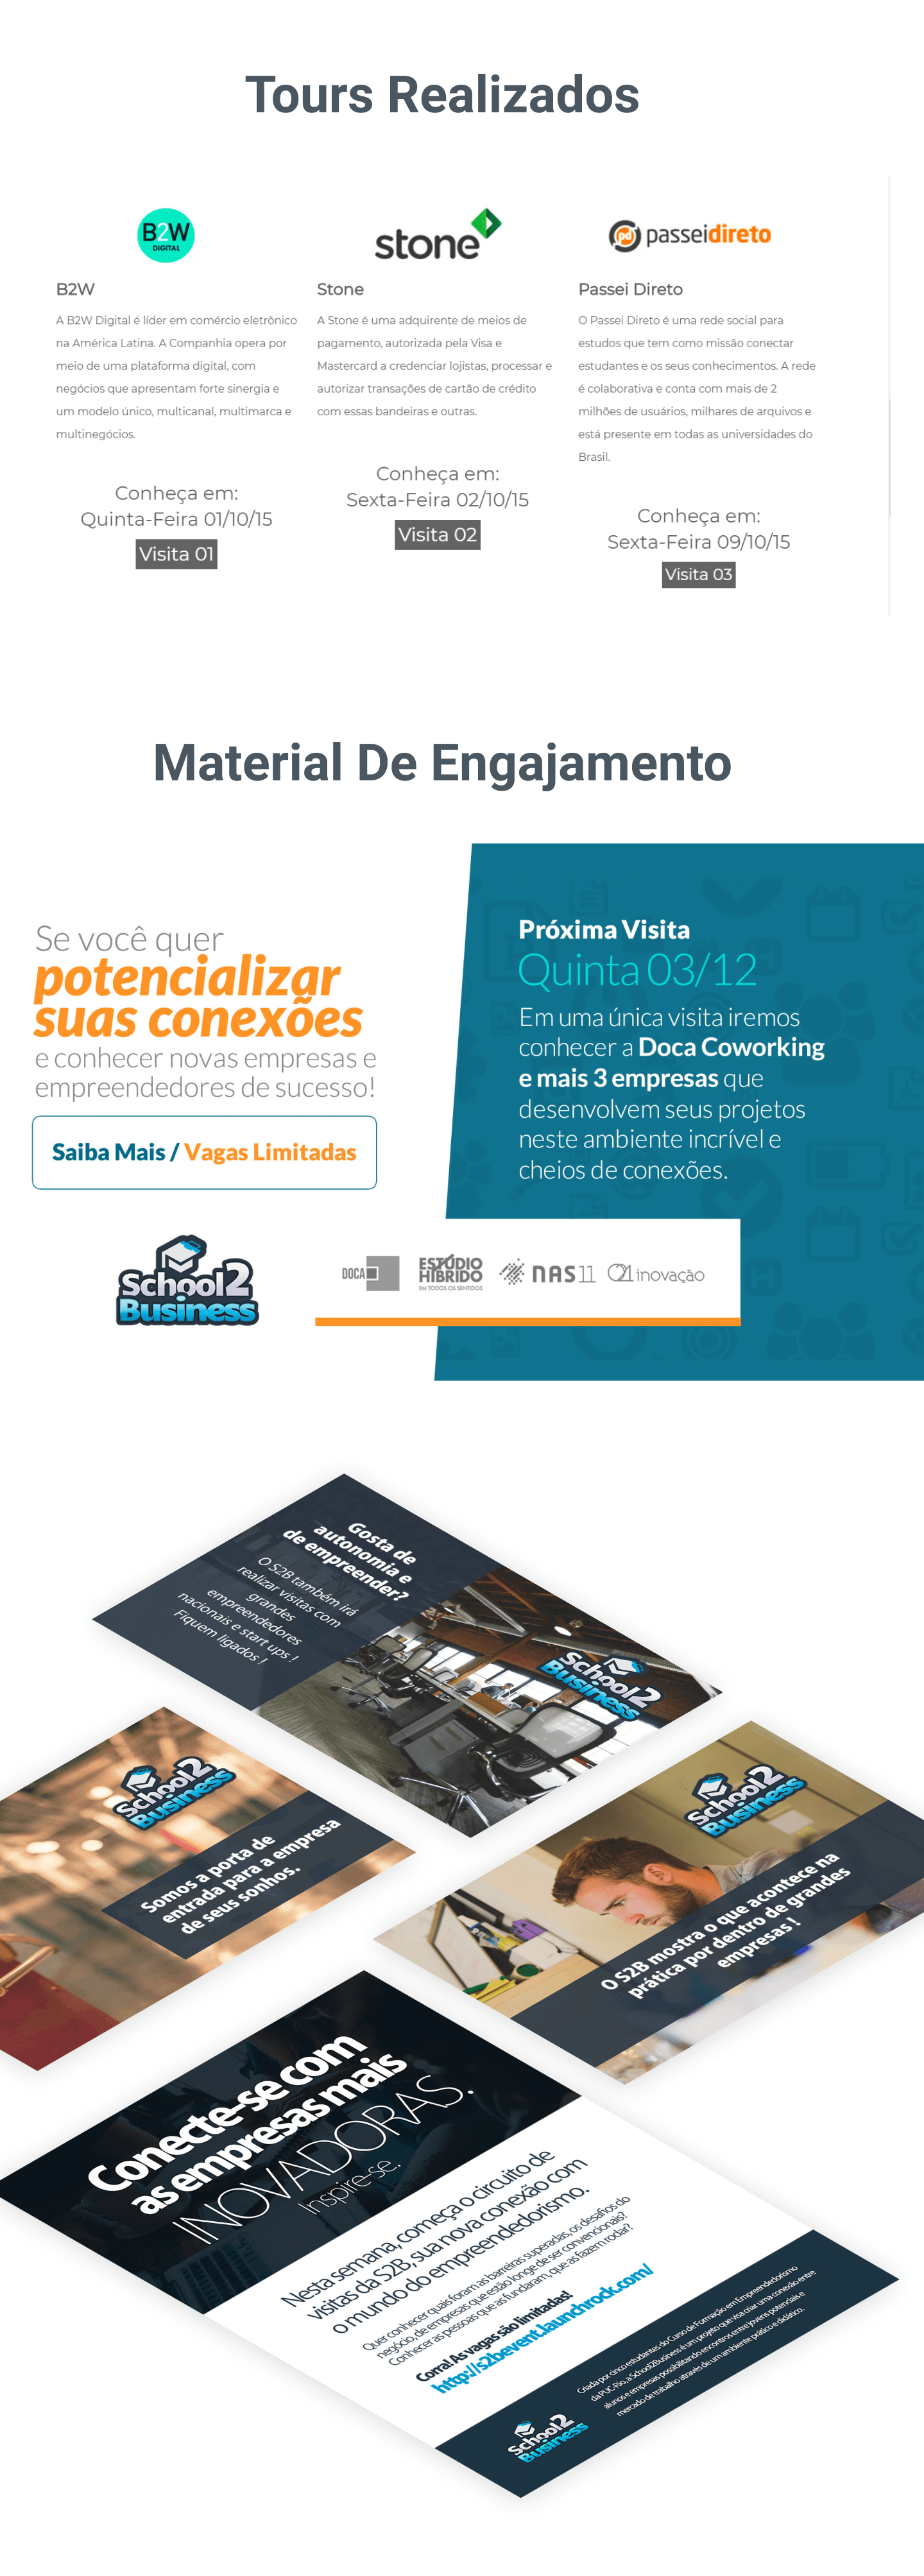 Tours Realizados
B2W
DIGITAL
B2W
A B2W Digital é líder em comércio eletrônico
na América Latina. A Companhia opera por
meio de uma plataforma digital, com
negócios que apresentam forte sinergia e
um modelo único, multicanal, multimarca e
multinegócios.
Conheça em:
Quinta-Feira 01/10/15
Visita 01
stone
Stone
A Stone é uma adquirente de meios de
pagamento, autorizada pela Visa e
Mastercard a credenciar lojistas, processar e
autorizar transações de cartão de crédito
com essas bandeiras e outras.
Conheça em:
Sexta-Feira 02/10/15
Visita 02
pd passeidireto
Passei Direto
O Passei Direto é uma rede social para
estudos que tem como missão conectar
estudantes e os seus conhecimentos. A rede
é colaborativa e conta com mais de 2
milhões de usuários, milhares de arquivos e
está presente em todas as universidades do
Brasil.
Conheça em:
Sexta-Feira 09/10/15
Visita 03
Material De Engajamento
Se você quer
potencializar
suas conexões
e conhecer novas empresas e
empreendedores de sucesso!
Saiba Mais / Vagas Limitadas
Próxima Visita
Quinta 03/12
Em uma única visita iremos
conhecer a Doca Coworking
e mais 3 empresas que
desenvolvem seus projetos
neste ambiente incrível e
cheios de conexões.
School2
Business
DOCA
ESTÚDIO
HÍBRIDO
EM TODOS OS SENTIDOS
NAS11
O21 inovação
Gosta de
autonomia e
de empreender?
O S2B também irá
realizar visitas com
grandes
empreendedores
nacionais e start ups !
Fiquem ligados !
School2
Business
School2
Business
Somos a porta de
entrada para a empresa
de seus sonhos.
School2
Business
O S2B mostra o que acontece na
prática por dentro de grandes
empresas !
Conecte-se com
as empresas mais
INOVADORAS.
Inspire-se.
Nesta semana, começa o circuito de
visitas da S2B, sua nova conexão com
o mundo do empreendedorismo.
Quer conhecer quais foram as barreiras superadas, os desafios do
negócio, de empresas que estão longe de ser convencionais?
Conhecer as pessoas que as fundaram, que as fazem rodar?
Corra! As vagas são limitadas!
http://s2bevent.launchrock.com/
School2
Business
Criada por cinco estudantes do Curso de Formação em Empreendedorismo
da PUC-Rio, a School2Business é um projeto que visa criar uma conexão entre
alunos e empresas possibilitando encontros entre jovens potenciais e
mercado de trabalho através de um ambiente prático e didático.